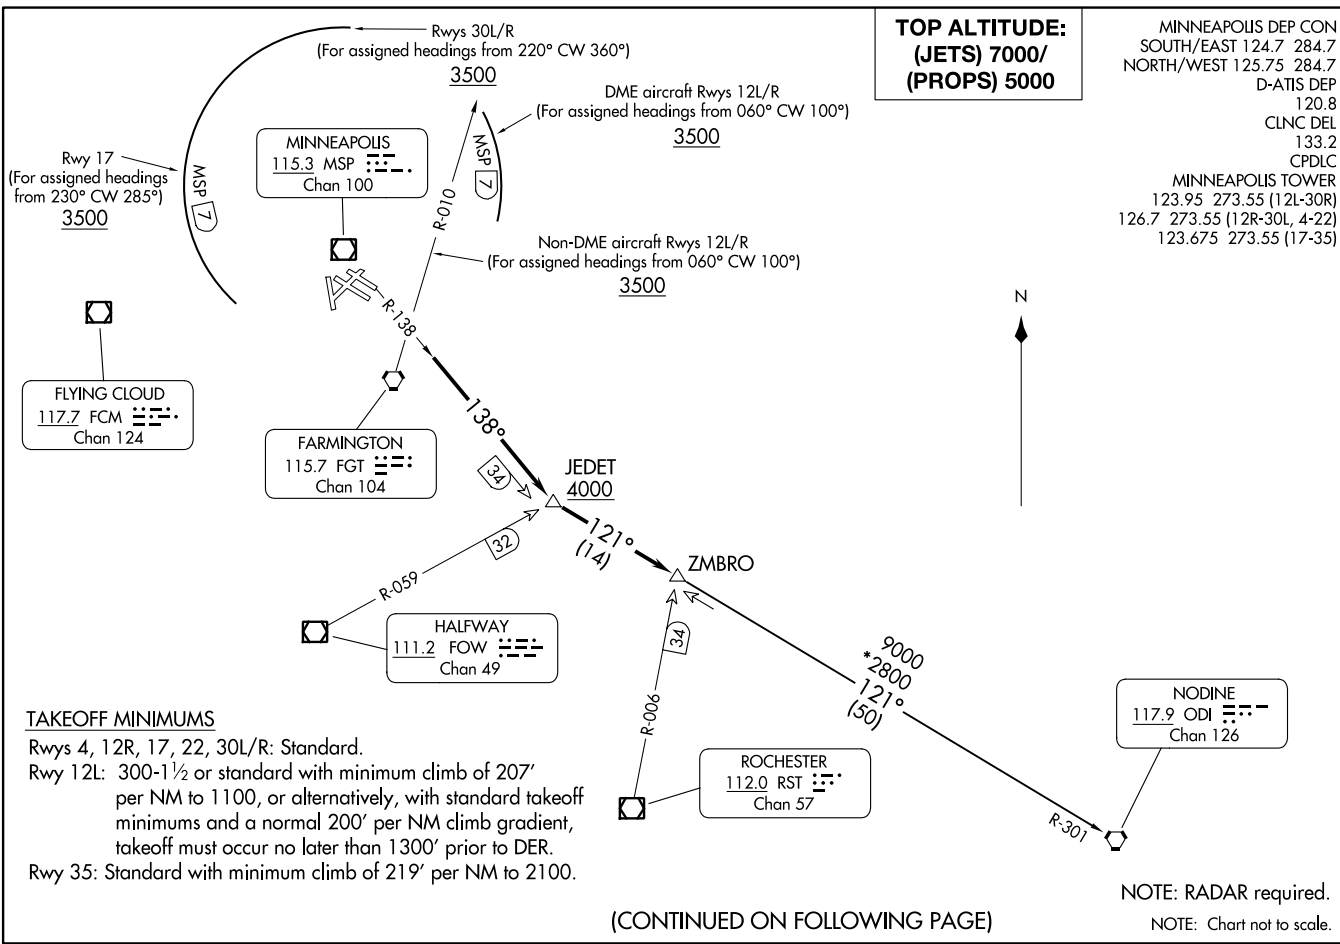 TOP ALTITUDE:
(JETS) 7000/
(PROPS) 5000
MINNEAPOLIS DEP CON
SOUTH/EAST 124.7 284.7
NORTH/WEST 125.75 284.7
D-ATIS DEP
120.8
CLNC DEL
133.2
CPDLC
MINNEAPOLIS TOWER
123.95 273.55 (12L-30R)
126.7 273.55 (12R-30L, 4-22)
123.675 273.55 (17-35)
Rwys 30L/R
(For assigned headings from 220° CW 360°)
3500
DME aircraft Rwys 12L/R
(For assigned headings from 060° CW 100°)
3500
Rwy 17
(For assigned headings
from 230° CW 285°)
3500
MSP 7
MINNEAPOLIS
115.3 MSP
Chan 100
MSP 7
R-010
Non-DME aircraft Rwys 12L/R
(For assigned headings from 060° CW 100°)
3500
N
R-138
FLYING CLOUD
117.7 FCM
Chan 124
FARMINGTON
115.7 FGT
Chan 104
138°
34
JEDET
4000
121°
(14)
32
R-059
ZMBRO
HALFWAY
111.2 FOW
Chan 49
34
R-006
9000
*2800
121°
(50)
NODINE
117.9 ODI
Chan 126
ROCHESTER
112.0 RST
Chan 57
R-301
TAKEOFF MINIMUMS
Rwys 4, 12R, 17, 22, 30L/R: Standard.
Rwy 12L: 300-1½ or standard with minimum climb of 207'
per NM to 1100, or alternatively, with standard takeoff
minimums and a normal 200' per NM climb gradient,
takeoff must occur no later than 1300' prior to DER.
Rwy 35: Standard with minimum climb of 219' per NM to 2100.
(CONTINUED ON FOLLOWING PAGE)
NOTE: RADAR required.
NOTE: Chart not to scale.